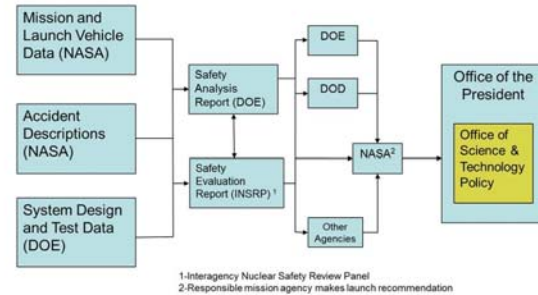 Mission and
Launch Vehicle
Data (NASA)
Accident
Descriptions
(NASA)
System Design
and Test Data
(DOE)
Safety
Analysis
Report (DOE)
Safety
Evaluation
Report (INSRP) 1
DOE
DOD
NASA2
Other
Agencies
Office of the
President
Office of
Science &
Technology
Policy
1-Interagency Nuclear Safety Review Panel
2-Responsible mission agency makes launch recommendation